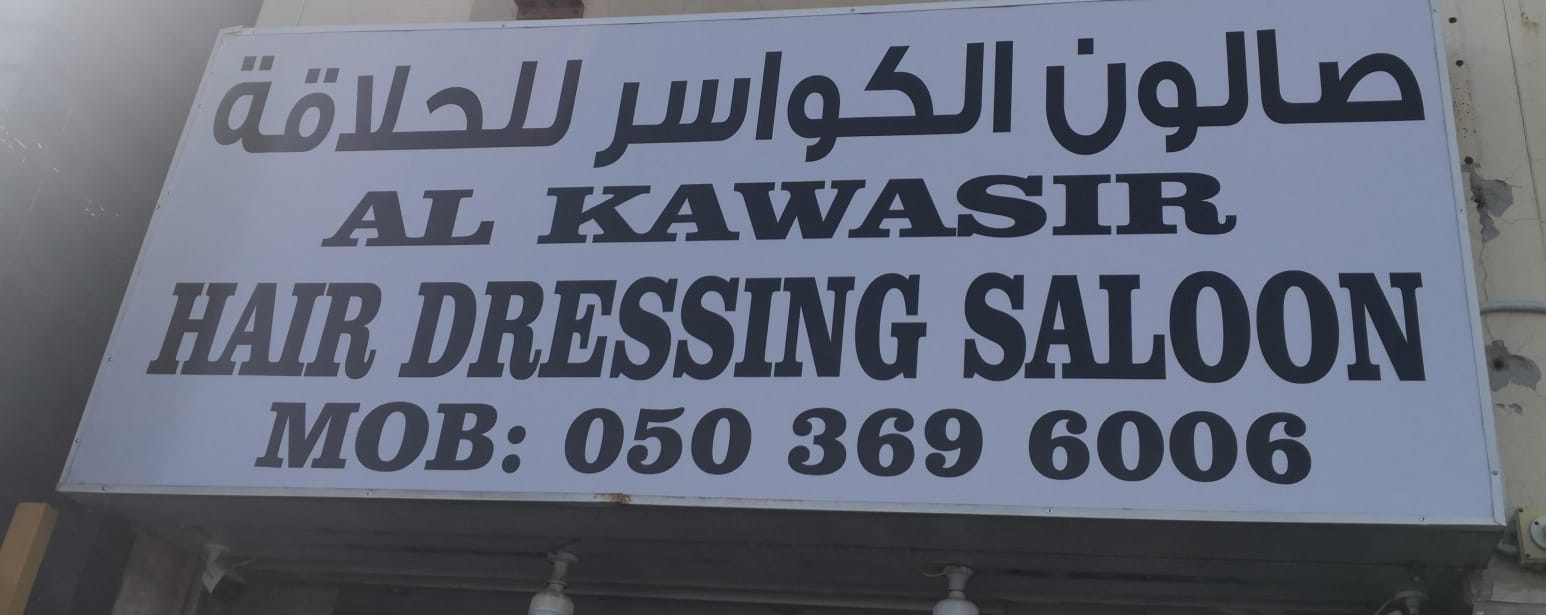 صالون الكواسر للحلاقة
AL KAWASIR
HAIR DRESSING SALOON
MOB: 050 369 6006